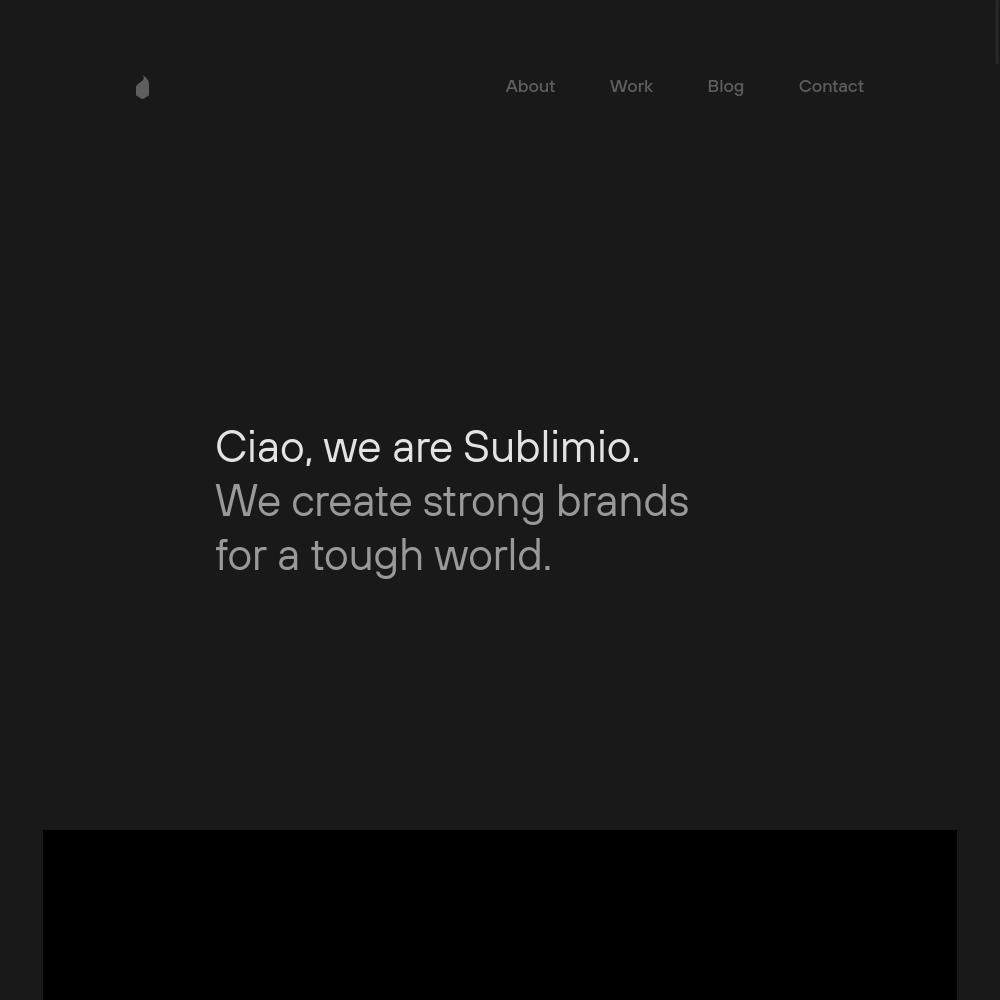 About
Work
Blog
Contact
Ciao, we are Sublimio.
We create strong brands
for a tough world.